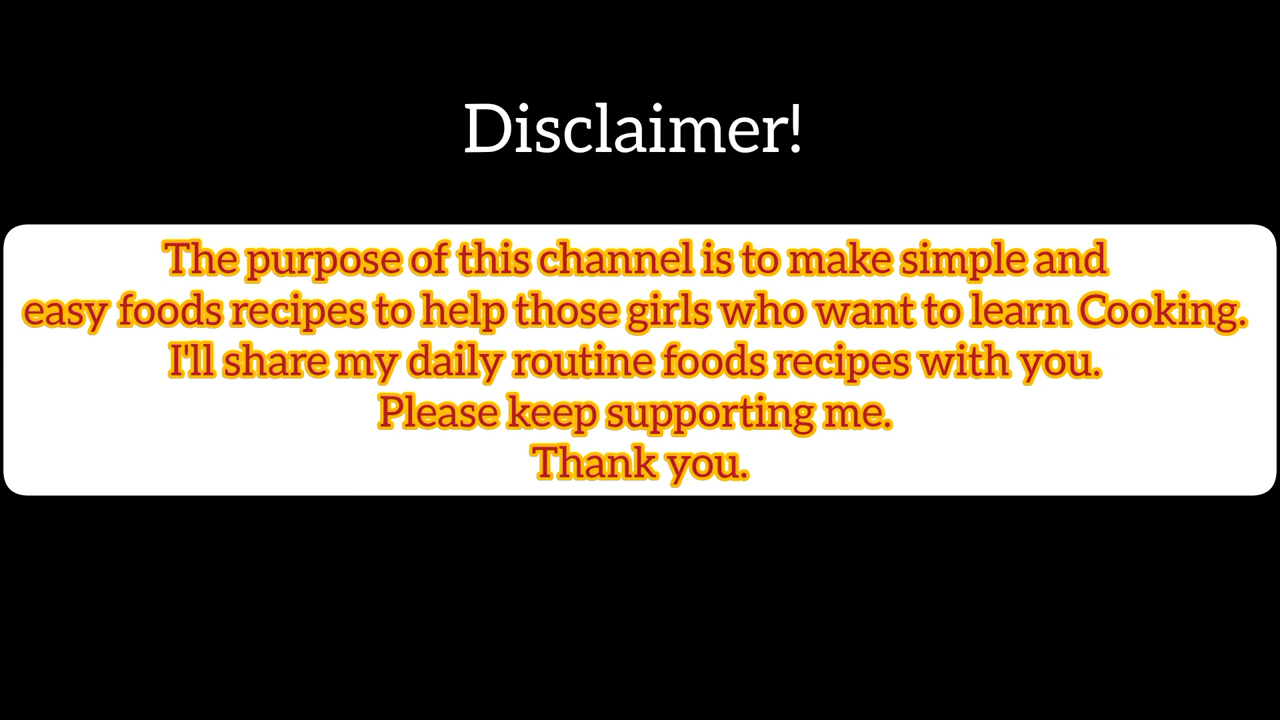 Disclaimer!
The purpose of this channel is to make simple and
easy foods recipes to help those girls who want to learn Cooking.
I'll share my daily routine foods recipes with you.
Please keep supporting me.
Thank you.